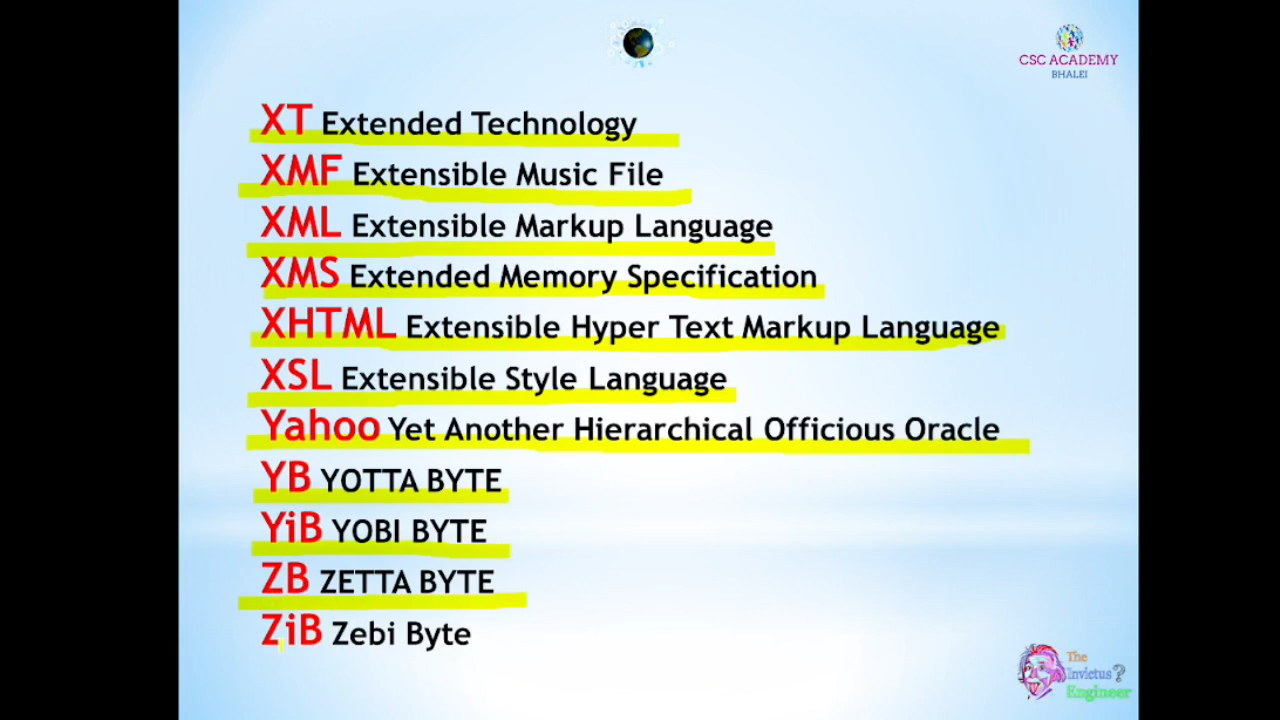 CSC ACADEMY
BHALEI
XT Extended Technology
XMF Extensible Music File
XML Extensible Markup Language
XMS Extended Memory Specification
XHTML Extensible Hyper Text Markup Language
XSL Extensible Style Language
Yahoo Yet Another Hierarchical Officious Oracle
YB YOTTA BYTE
YiB YOBI BYTE
ZB ZETTA BYTE
ZiB Zebi Byte
The
Invictus?
Engineer